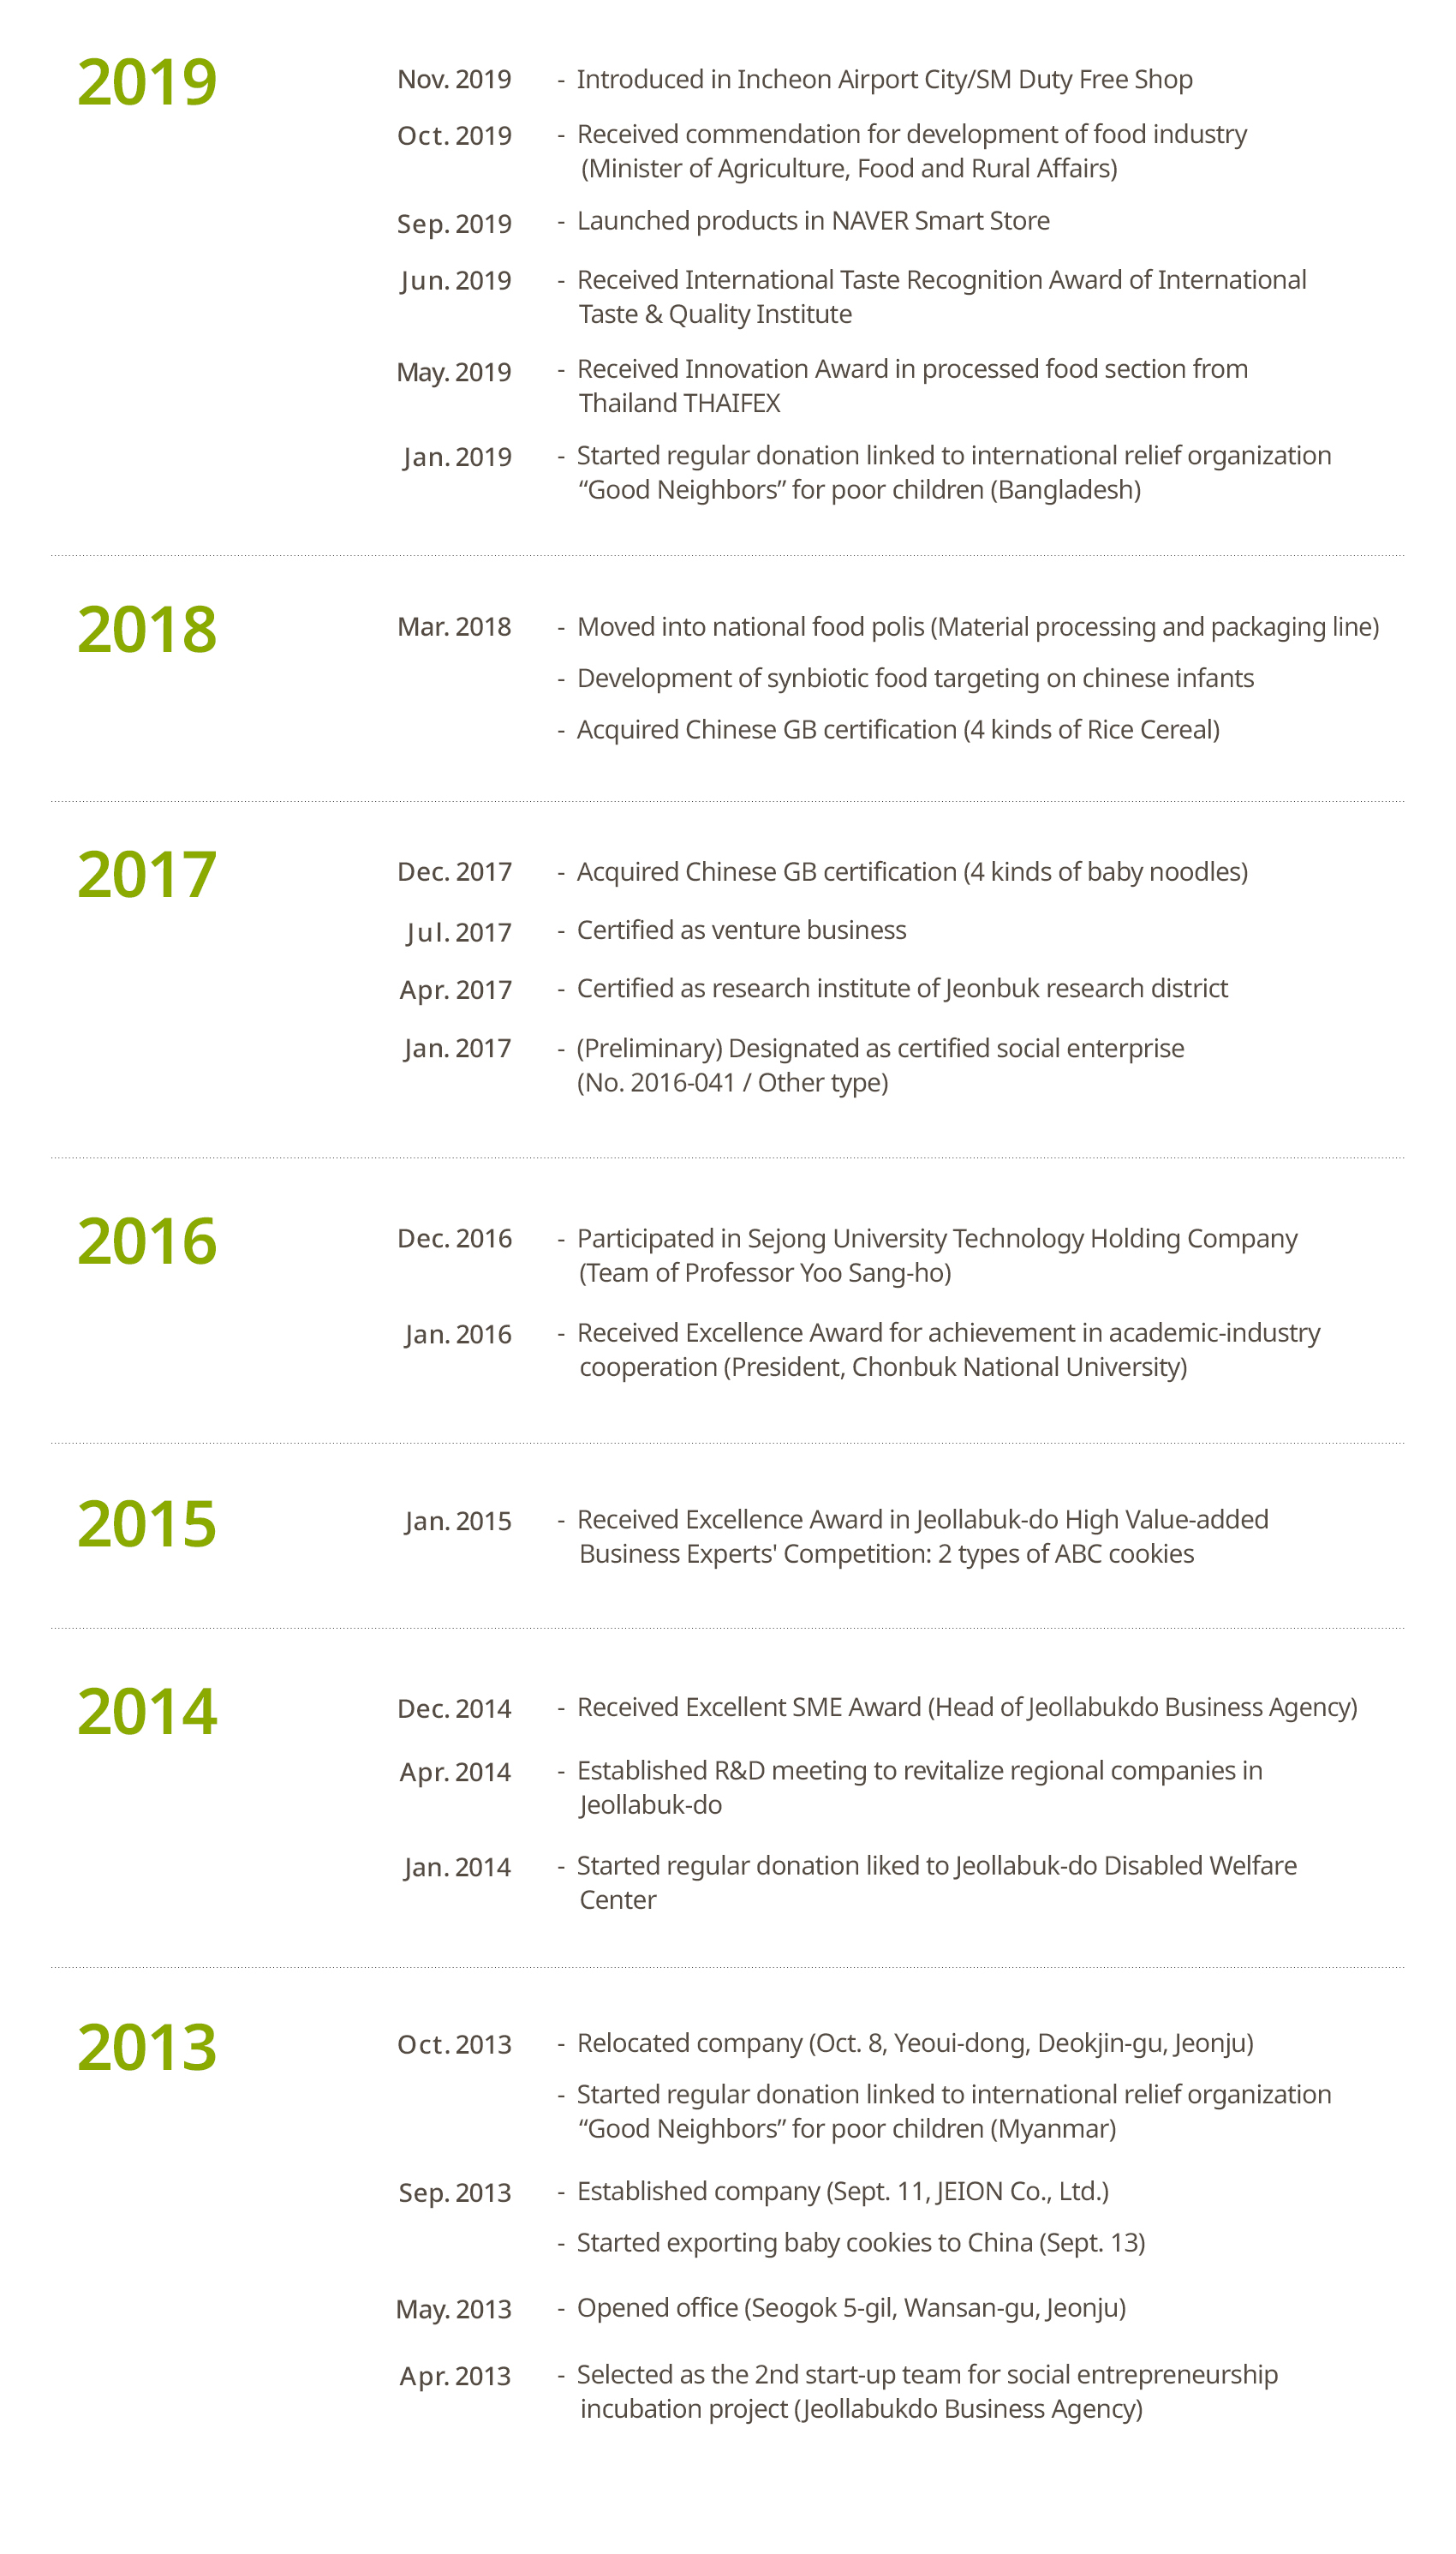 2019
Nov. 2019 - Introduced in Incheon Airport City/SM Duty Free Shop
Oct. 2019 - Received commendation for development of food industry
(Minister of Agriculture, Food and Rural Affairs)
Sep. 2019 - Launched products in NAVER Smart Store
Jun. 2019 - Received International Taste Recognition Award of International
Taste & Quality Institute
May. 2019 - Received Innovation Award in processed food section from
Thailand THAIFEX
Jan. 2019 - Started regular donation linked to international relief organization
“Good Neighbors” for poor children (Bangladesh)
2018
Mar. 2018 - Moved into national food polis (Material processing and packaging line)
- Development of synbiotic food targeting on chinese infants
- Acquired Chinese GB certification (4 kinds of Rice Cereal)
2017
Dec. 2017 - Acquired Chinese GB certification (4 kinds of baby noodles)
Jul. 2017 - Certified as venture business
Apr. 2017 - Certified as research institute of Jeonbuk research district
Jan. 2017 - (Preliminary) Designated as certified social enterprise
(No. 2016-041 / Other type)
2016
Dec. 2016 - Participated in Sejong University Technology Holding Company
(Team of Professor Yoo Sang-ho)
Jan. 2016 - Received Excellence Award for achievement in academic-industry
cooperation (President, Chonbuk National University)
2015
Jan. 2015 - Received Excellence Award in Jeollabuk-do High Value-added
Business Experts' Competition: 2 types of ABC cookies
2014
Dec. 2014 - Received Excellent SME Award (Head of Jeollabukdo Business Agency)
Apr. 2014 - Established R&D meeting to revitalize regional companies in
Jeollabuk-do
Jan. 2014 - Started regular donation liked to Jeollabuk-do Disabled Welfare
Center
2013
Oct. 2013 - Relocated company (Oct. 8, Yeoui-dong, Deokjin-gu, Jeonju)
- Started regular donation linked to international relief organization
“Good Neighbors” for poor children (Myanmar)
Sep. 2013 - Established company (Sept. 11, JEION Co., Ltd.)
- Started exporting baby cookies to China (Sept. 13)
May. 2013 - Opened office (Seogok 5-gil, Wansan-gu, Jeonju)
Apr. 2013 - Selected as the 2nd start-up team for social entrepreneurship
incubation project (Jeollabukdo Business Agency)